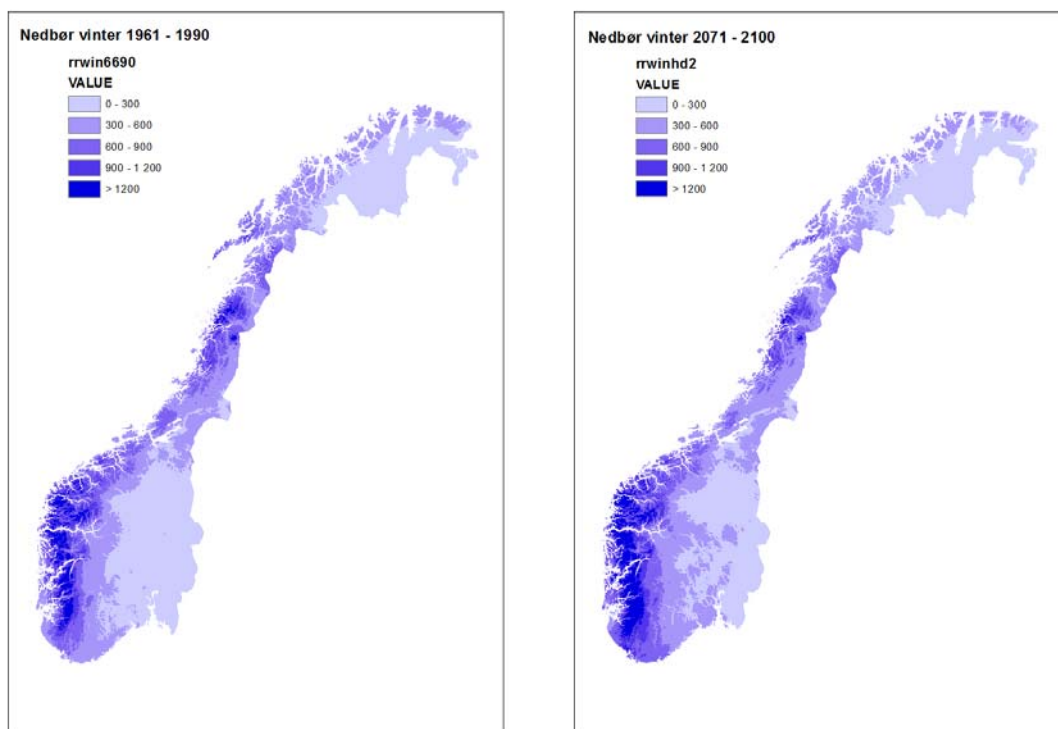 Nedbør vinter 1961 - 1990
rrwin6690
VALUE
0 - 300
300 - 600
600 - 900
900 - 1 200
> 1200
Nedbør vinter 2071 - 2100
rrwinhd2
VALUE
0 - 300
300 - 600
600 - 900
900 - 1 200
> 1200